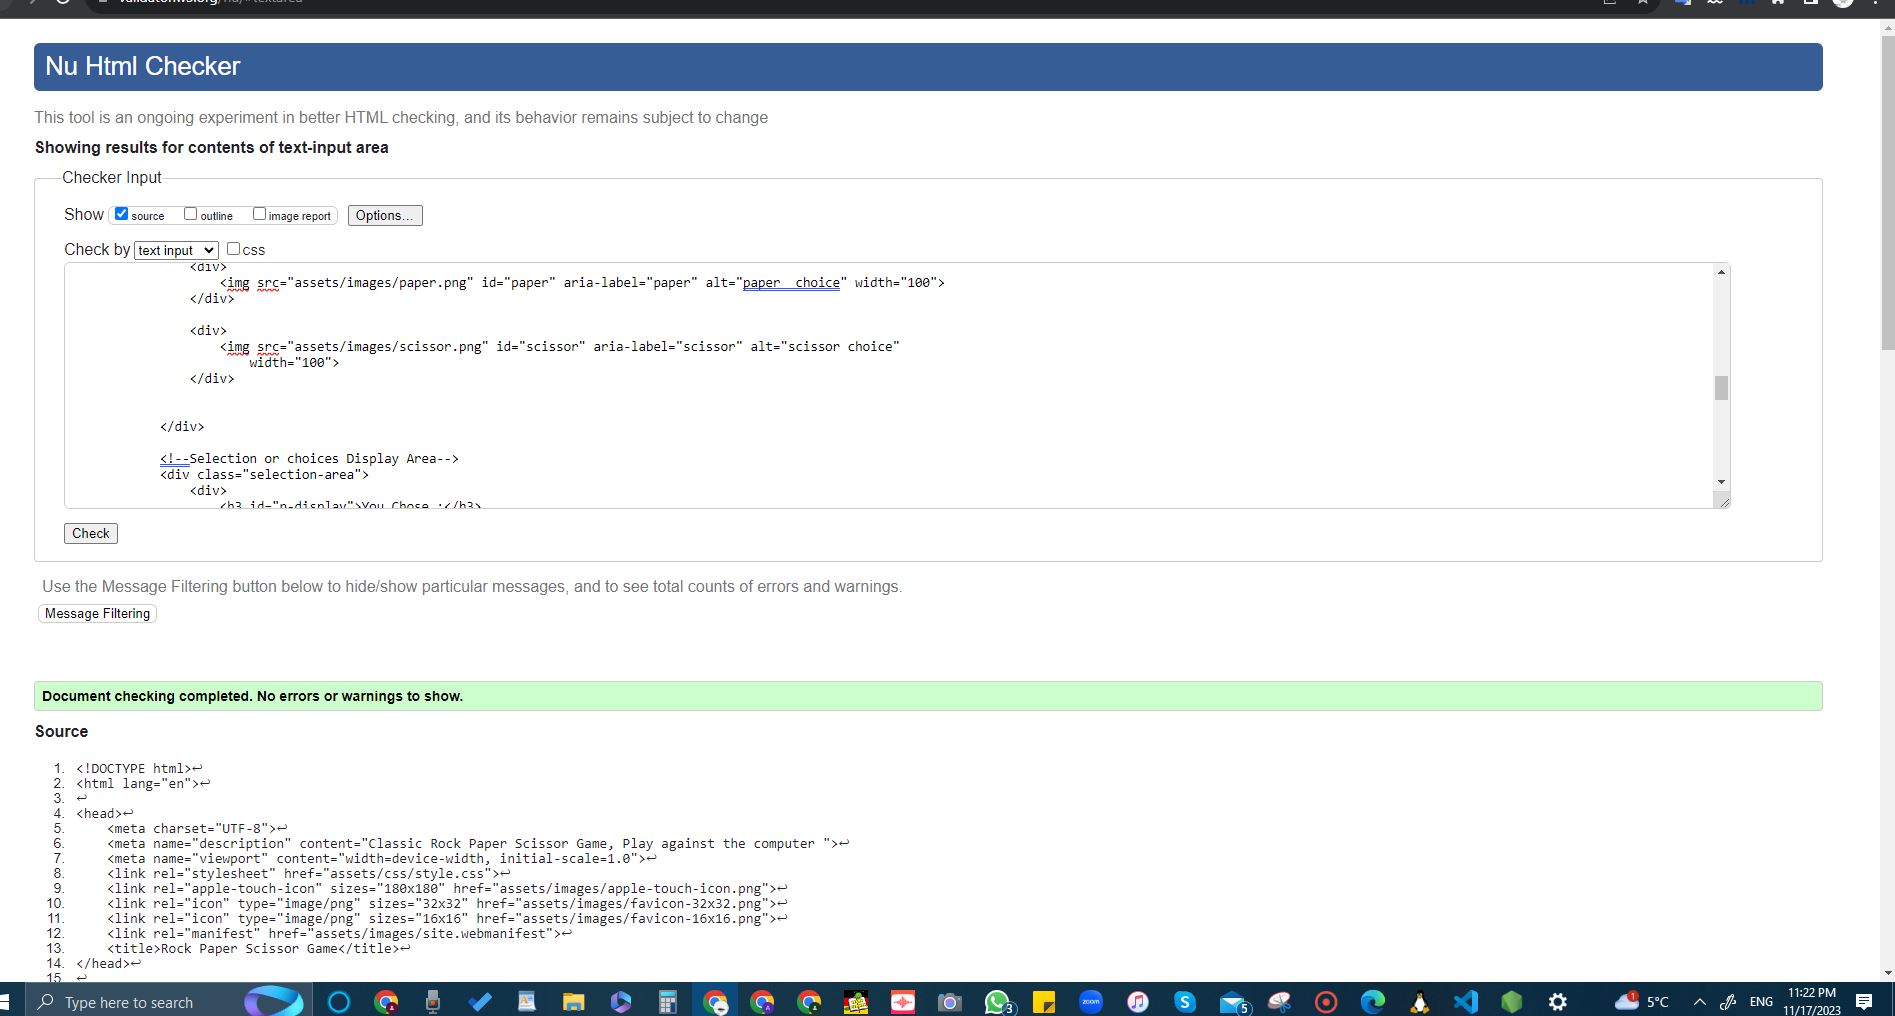 Nu Html Checker
This tool is an ongoing experiment in better HTML checking, and its behavior remains subject to change
Showing results for contents of text-input area
Checker Input
Show source outline image report Options...
Check by text input css
<div>
<img src="assets/images/paper.png" id="paper" aria-label="paper" alt="paper  choice" width="100">
</div>
<div>
<img src="assets/images/scissor.png" id="scissor" aria-label="scissor" alt="scissor choice"
width="100">
</div>
</div>
<!--Selection or choices Display Area-->
<div class="selection-area">
<div>
<h3 id="p-display">You Chose :</h3>
Check
Use the Message Filtering button below to hide/show particular messages, and to see total counts of errors and warnings.
Message Filtering
Document checking completed. No errors or warnings to show.
Source
1. <!DOCTYPE html>↩
2. <html lang="en">↩
3. ↩
4. <head>↩
5. <meta charset="UTF-8">↩
6. <meta name="description" content="Classic Rock Paper Scissor Game, Play against the computer ">↩
7. <meta name="viewport" content="width=device-width, initial-scale=1.0">↩
8. <link rel="stylesheet" href="assets/css/style.css">↩
9. <link rel="apple-touch-icon" sizes="180x180" href="assets/images/apple-touch-icon.png">↩
10. <link rel="icon" type="image/png" sizes="32x32" href="assets/images/favicon-32x32.png">↩
11. <link rel="icon" type="image/png" sizes="16x16" href="assets/images/favicon-16x16.png">↩
12. <link rel="manifest" href="assets/images/site.webmanifest">↩
13. <title>Rock Paper Scissor Game</title>↩
14. </head>↩
15. ↩
Type here to search
zoom
3
5
1
5°C
ENG
11:22 PM
11/17/2023